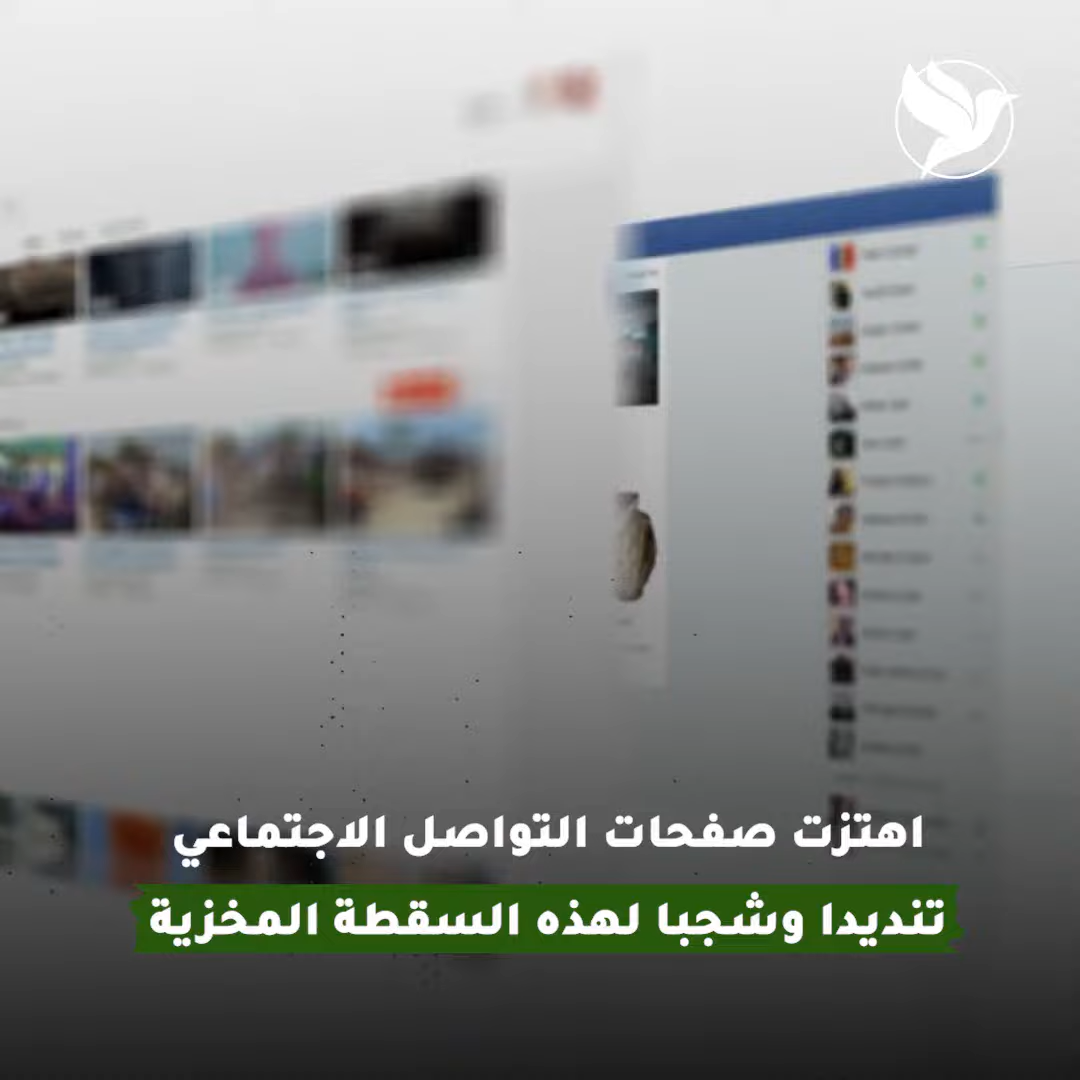 اهتزت صفحات التواصل الاجتماعي
تنديدا وشجبا لهذه السقطة المخزية